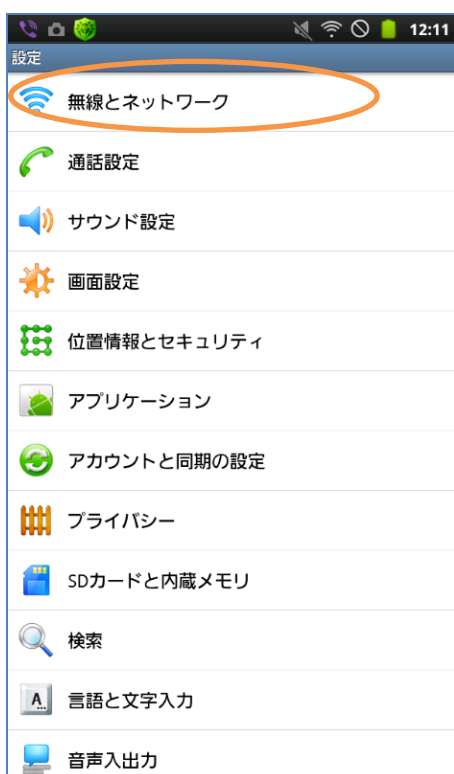 12:11
設定
無線とネットワーク
通話設定
サウンド設定
画面設定
位置情報とセキュリティ
アプリケーション
アカウントと同期の設定
プライバシー
SDカードと内蔵メモリ
検索
A
言語と文字入力
音声入出力